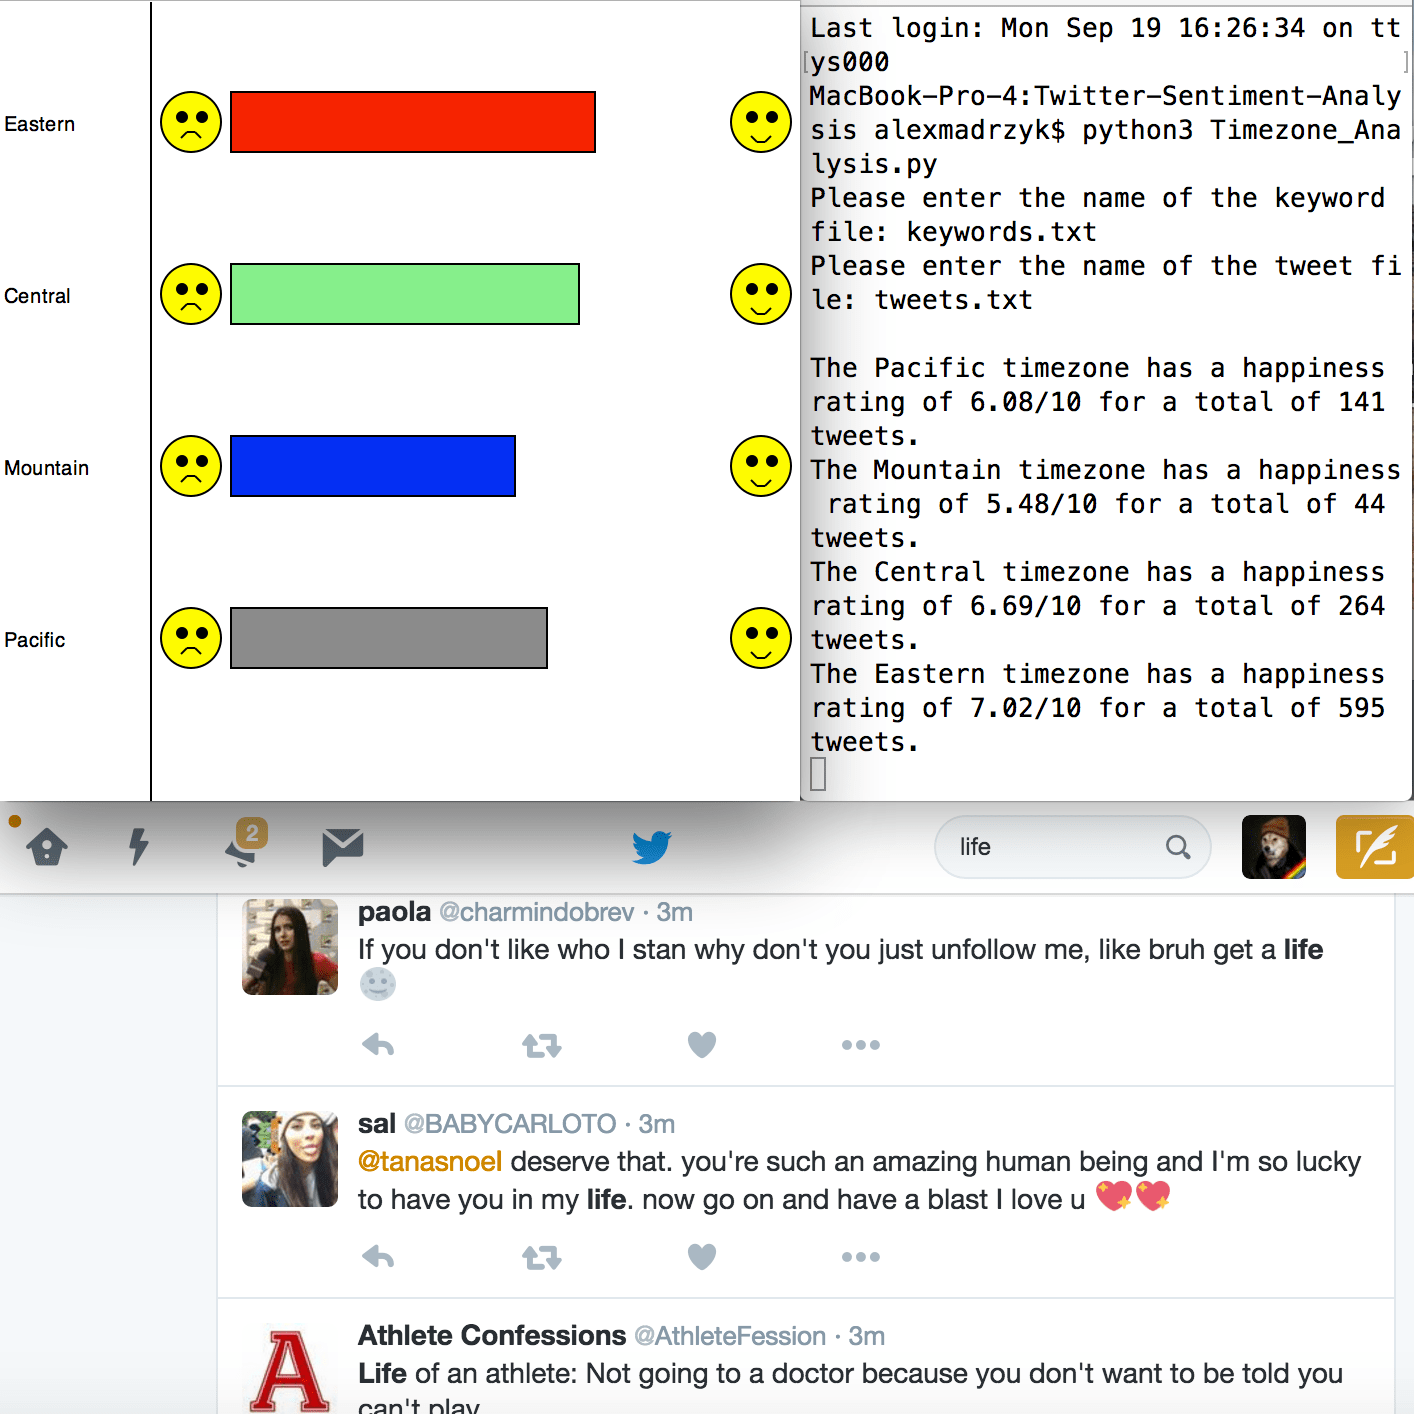 Eastern
Central
Mountain
Pacific
Last login: Mon Sep 19 16:26:34 on tt
[ys000 ]
MacBook-Pro-4:Twitter-Sentiment-Analy
sis alexmadrzyk$ python3 Timezone_Ana
lysis.py
Please enter the name of the keyword
file: keywords.txt
Please enter the name of the tweet fi
le: tweets.txt
The Pacific timezone has a happiness
rating of 6.08/10 for a total of 141
tweets.
The Mountain timezone has a happiness
rating of 5.48/10 for a total of 44
tweets.
The Central timezone has a happiness
rating of 6.69/10 for a total of 264
tweets.
The Eastern timezone has a happiness
rating of 7.02/10 for a total of 595
tweets.
2
life
paola @charmindobrev · 3m
If you don't like who I stan why don't you just unfollow me, like bruh get a life
🌝
sal @BABYCARLOTO · 3m
@tanasnoel deserve that. you're such an amazing human being and I'm so lucky
to have you in my life. now go on and have a blast I love u 💖💖
A
Athlete Confessions @AthleteFession · 3m
Life of an athlete: Not going to a doctor because you don't want to be told you
can't play